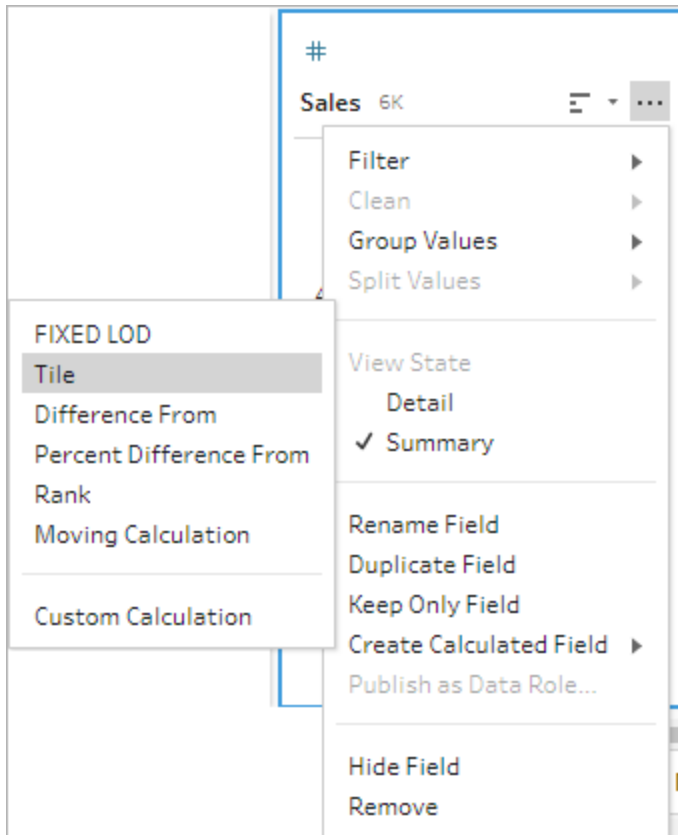 #
Sales 6K
Filter
Clean
Group Values
Split Values
View State
Detail
✓ Summary
Rename Field
Duplicate Field
Keep Only Field
Create Calculated Field
Publish as Data Role...
Hide Field
Remove
FIXED LOD
Tile
Difference From
Percent Difference From
Rank
Moving Calculation
Custom Calculation